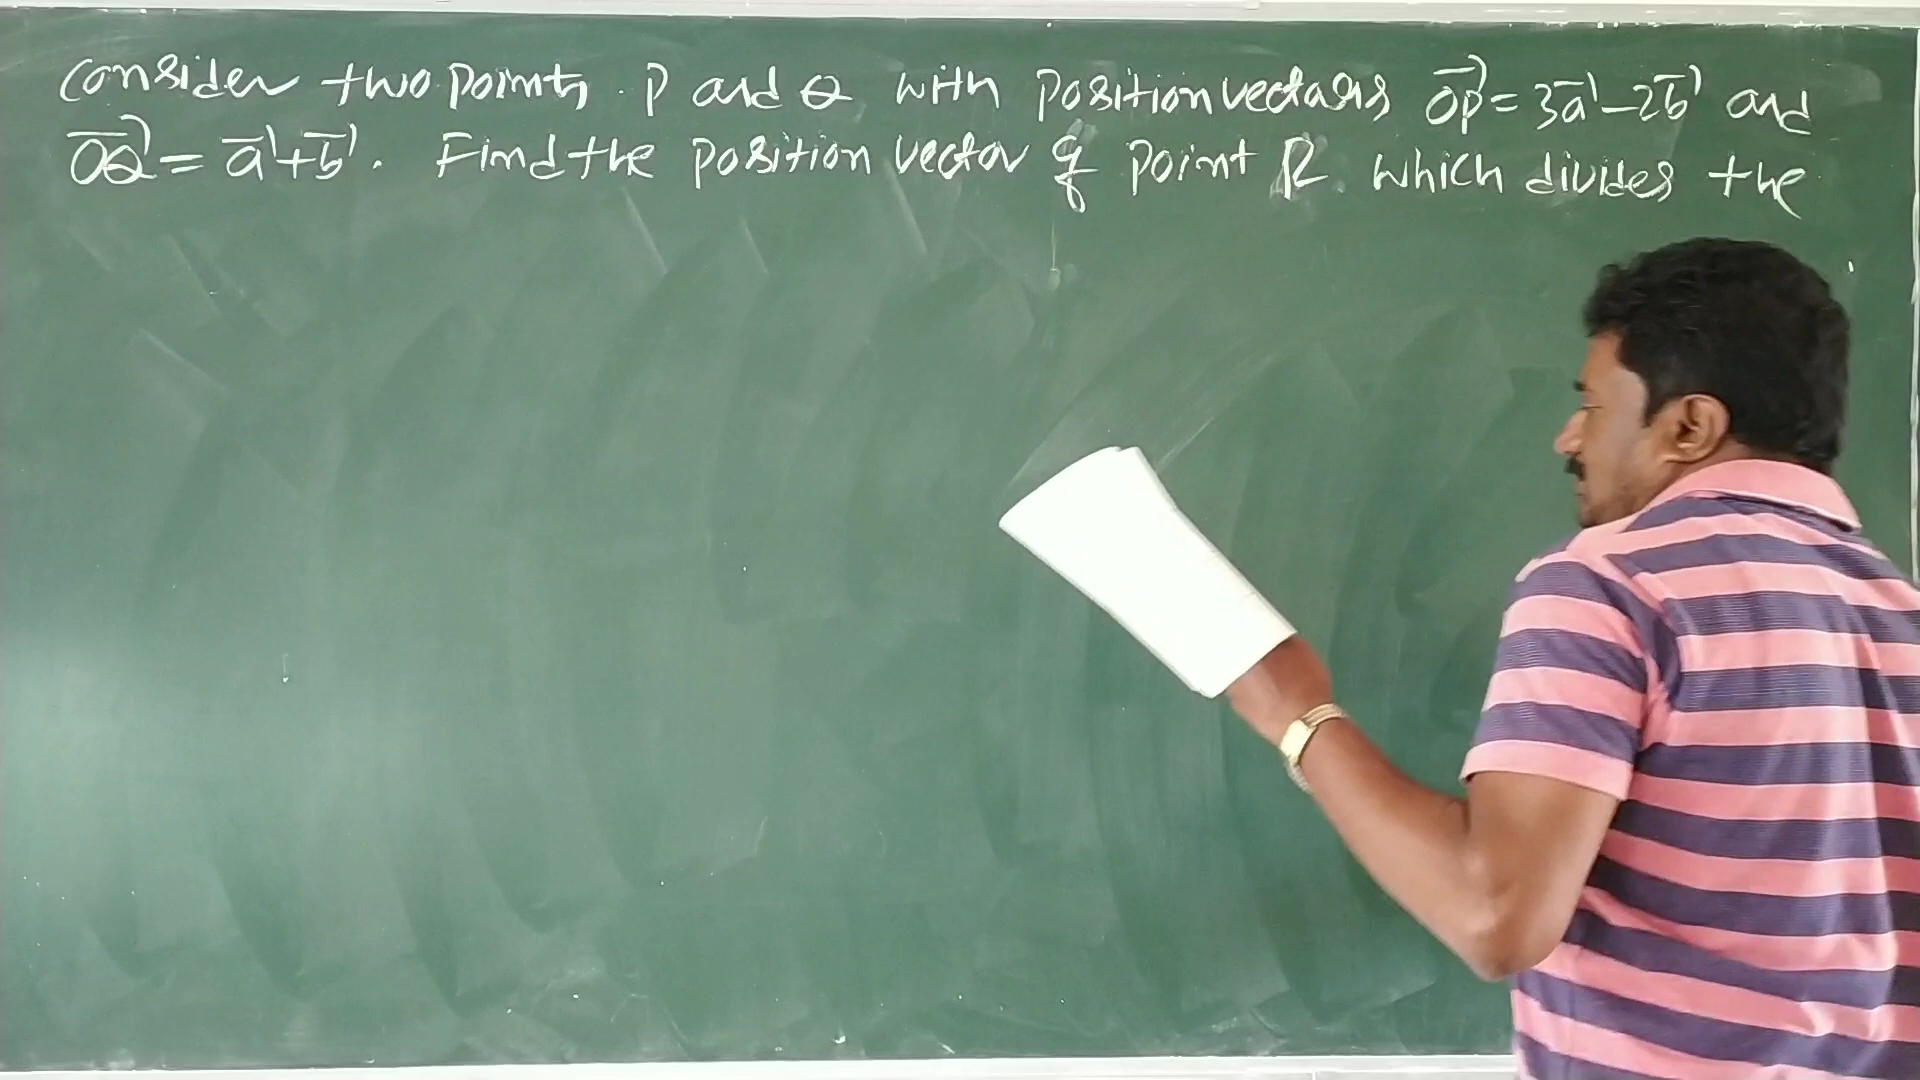 Consider two points P and Q with position vectors OP⃗ = 3a⃗ - 2b⃗ and
OQ⃗ = a⃗ + b⃗. Find the position vector of point R which divides the